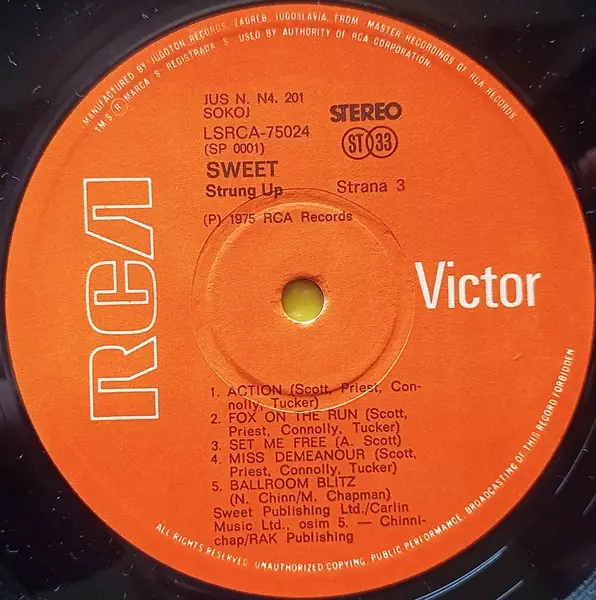 MANUFACTURED BY JUGOTON RECORDS, ZAGREB, JUGOSLAVIA, FROM MASTER RECORDINGS OF RCA RECORDS.
TM·S ® MARCA·S REGISTRADA·S USED BY AUTHORITY OF RCA CORPORATION.
JUS N. N4. 201
SOKOJ
STEREO
LSRCA-75024
ST 33
(SP 0001)
SWEET
Strung Up
Strana 3
(P) 1975 RCA Records
RCA
Victor
1. ACTION (Scott, Priest, Con-
nolly, Tucker)
2. FOX ON THE RUN (Scott,
Priest, Connolly, Tucker)
3. SET ME FREE (A. Scott)
4. MISS DEMEANOUR (Scott,
Priest, Connolly, Tucker)
5. BALLROOM BLITZ
(N. Chinn/M. Chapman)
Sweet Publishing Ltd./Carlin
Music Ltd., osim 5. — Chinni-
chap/RAK Publishing
ALL RIGHTS RESERVED. UNAUTHORIZED COPYING, PUBLIC PERFORMANCE, BROADCASTING OF THIS RECORD FORBIDDEN